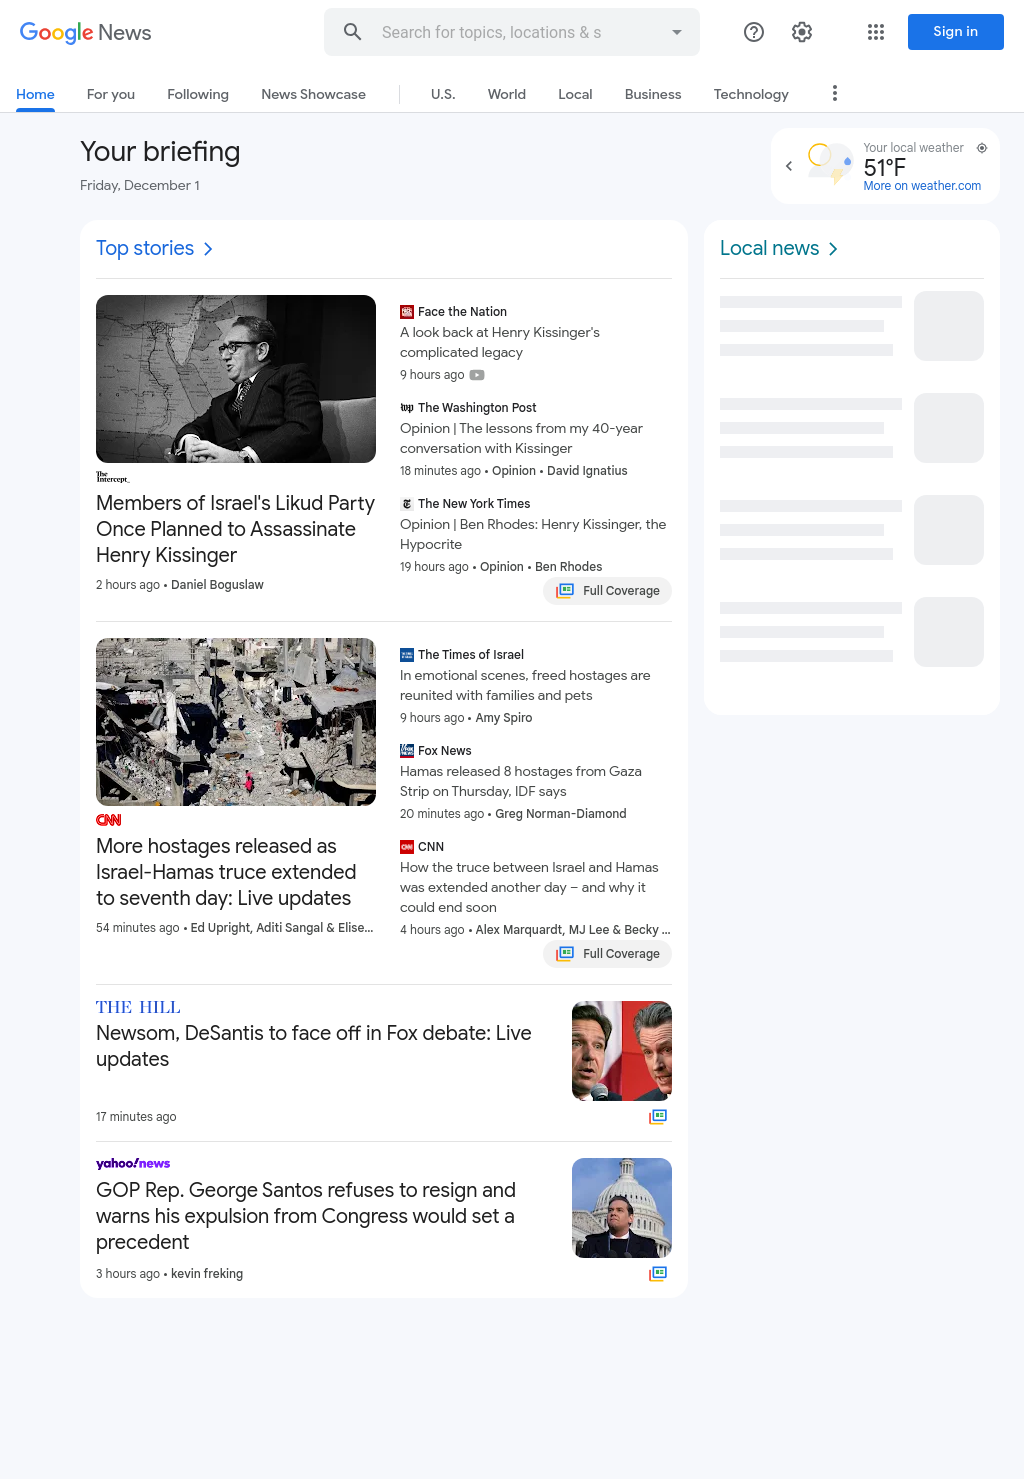 Google News
Search for topics, locations & s
Sign in
Home
For you
Following
News Showcase
U.S.
World
Local
Business
Technology
Your briefing
Friday, December 1
Your local weather
51°F
More on weather.com
Top stories
The
Intercept_
Members of Israel's Likud Party
Once Planned to Assassinate
Henry Kissinger
2 hours ago • Daniel Boguslaw
Face the Nation
A look back at Henry Kissinger's
complicated legacy
9 hours ago
wp The Washington Post
Opinion | The lessons from my 40-year
conversation with Kissinger
18 minutes ago • Opinion • David Ignatius
The New York Times
Opinion | Ben Rhodes: Henry Kissinger, the
Hypocrite
19 hours ago • Opinion • Ben Rhodes
Full Coverage
CNN
More hostages released as
Israel-Hamas truce extended
to seventh day: Live updates
54 minutes ago • Ed Upright, Aditi Sangal & Elise...
The Times of Israel
In emotional scenes, freed hostages are
reunited with families and pets
9 hours ago • Amy Spiro
Fox News
Hamas released 8 hostages from Gaza
Strip on Thursday, IDF says
20 minutes ago • Greg Norman-Diamond
CNN CNN
How the truce between Israel and Hamas
was extended another day – and why it
could end soon
4 hours ago • Alex Marquardt, MJ Lee & Becky ...
Full Coverage
THE HILL
Newsom, DeSantis to face off in Fox debate: Live
updates
17 minutes ago
yahoo!news
GOP Rep. George Santos refuses to resign and
warns his expulsion from Congress would set a
precedent
3 hours ago • kevin freking
Local news